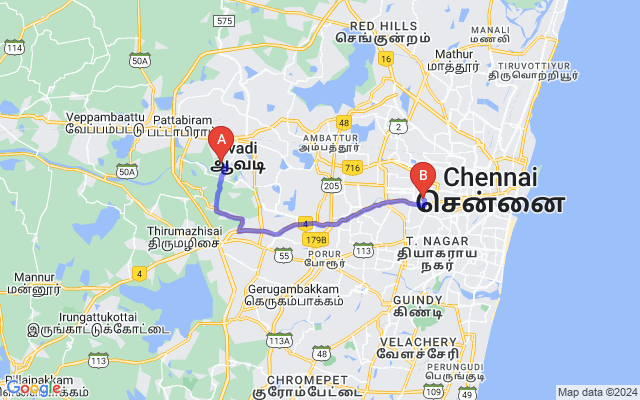 RED HILLS
செங்குன்றம்
MANALI
மணலி
Mathur
மாத்தூர்
TIRUVOTTIYUR
திருவொற்றியூர்
114
50A
16
50A
Veppambaattu
வேப்பம்பட்டு
Pattabiram
பட்டாபிராம்
A
vadi
ஆவடி
AMBATTUR
அம்பத்தூர்
48
2
716
205
50A
B
Chennai
சென்னை
Thirumazhisai
திருமழிசை
4
179B
55
PORUR
போரூர்
113
T. NAGAR
தியாகராய
நகர்
4
Mannur
மன்னூர்
Gerugambakkam
கெருகம்பாக்கம்
GUINDY
கிண்டி
Irungattukottai
இருங்காட்டுக்கோட்டை
113
113A
48
VELACHERY
வேளச்சேரி
PERUNGUDI
பெருங்குடி
CHROMEPET
குரோம்பேட்டை
109
49
Pillaipakkam
Google
Map data ©2024